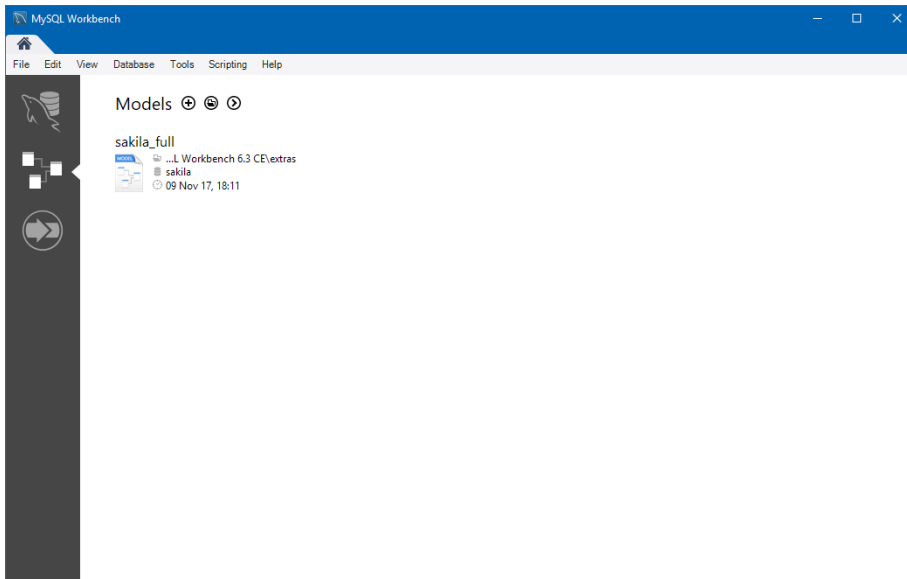 MySQL Workbench
File Edit View Database Tools Scripting Help
Models
sakila_full
MODEL
...L Workbench 6.3 CE\extras
sakila
09 Nov 17, 18:11